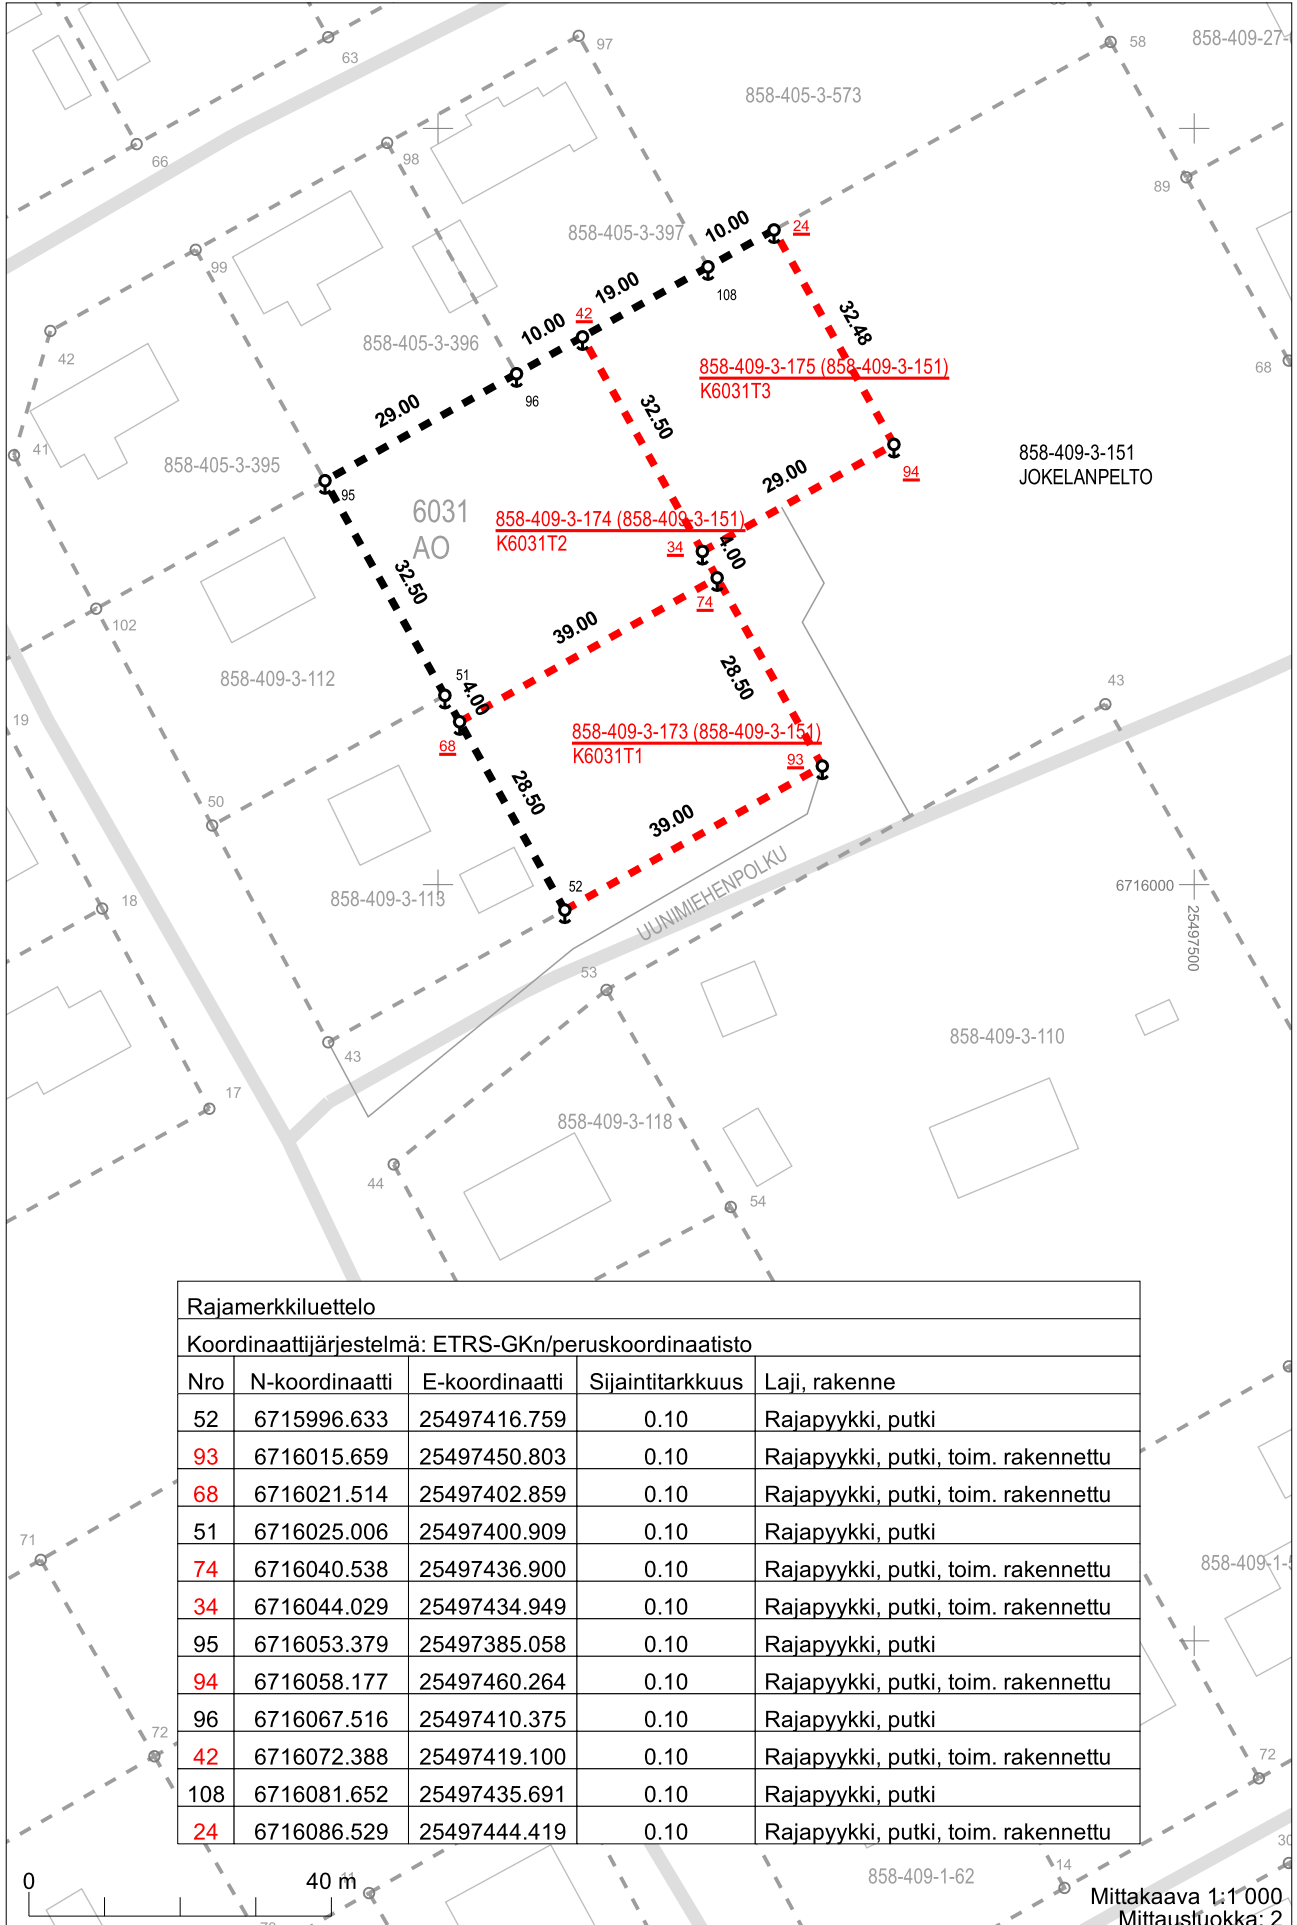 63
97
58
858-409-27-
858-405-3-573
66
98
89
858-405-3-397
10.00
24
99
19.00
108
42
10.00
32.48
858-405-3-396
42
68
858-409-3-175 (858-409-3-151)
K6031T3
96
29.00
32.50
41
858-405-3-395
95
858-409-3-151
JOKELANPELTO
29.00
94
6031
AO
858-409-3-174 (858-409-3-151)
K6031T2
34
4.00
32.50
74
102
39.00
858-409-3-112
51
4.00
28.50
43
19
68
858-409-3-173 (858-409-3-151)
K6031T1
93
50
28.50
39.00
UUNIMIEHENPOLKU
52
858-409-3-113
6716000
25497500
18
53
43
858-409-3-110
17
858-409-3-118
44
54
Rajamerkkiluettelo
Koordinaattijärjestelmä: ETRS-GKn/peruskoordinaatisto
Nro N-koordinaatti E-koordinaatti Sijaintitarkkuus Laji, rakenne
52 6715996.633 25497416.759 0.10 Rajapyykki, putki
93 6716015.659 25497450.803 0.10 Rajapyykki, putki, toim. rakennettu
68 6716021.514 25497402.859 0.10 Rajapyykki, putki, toim. rakennettu
51 6716025.006 25497400.909 0.10 Rajapyykki, putki
74 6716040.538 25497436.900 0.10 Rajapyykki, putki, toim. rakennettu
34 6716044.029 25497434.949 0.10 Rajapyykki, putki, toim. rakennettu
95 6716053.379 25497385.058 0.10 Rajapyykki, putki
94 6716058.177 25497460.264 0.10 Rajapyykki, putki, toim. rakennettu
96 6716067.516 25497410.375 0.10 Rajapyykki, putki
42 6716072.388 25497419.100 0.10 Rajapyykki, putki, toim. rakennettu
108 6716081.652 25497435.691 0.10 Rajapyykki, putki
24 6716086.529 25497444.419 0.10 Rajapyykki, putki, toim. rakennettu
71
858-409-1-5
72
72
30
0
40 m
11
858-409-1-62
14
Mittakaava 1:1 000
Mittausluokka: 2